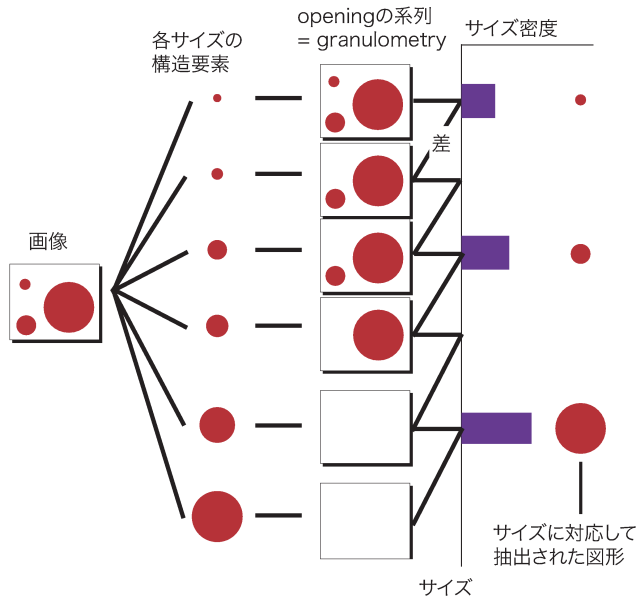 各サイズの
構造要素
openingの系列
= granulometry
サイズ密度
差
画像
サイズに対応して
抽出された図形
サイズ